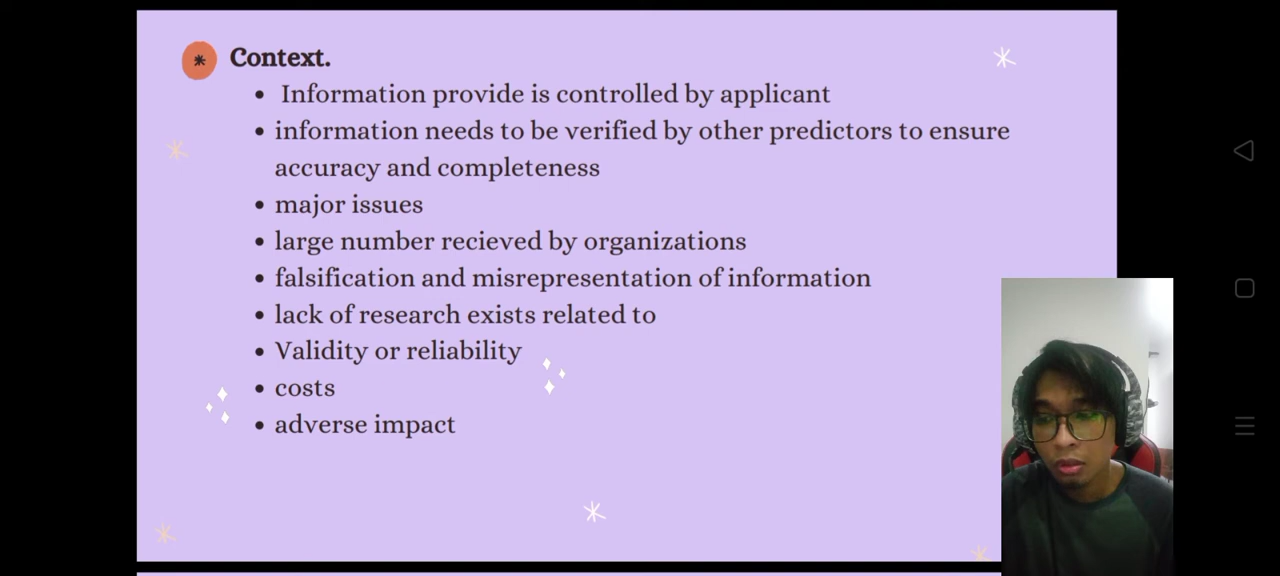 Context.
Information provide is controlled by applicant
information needs to be verified by other predictors to ensure
accuracy and completeness
major issues
large number recieved by organizations
falsification and misrepresentation of information
lack of research exists related to
Validity or reliability
costs
adverse impact